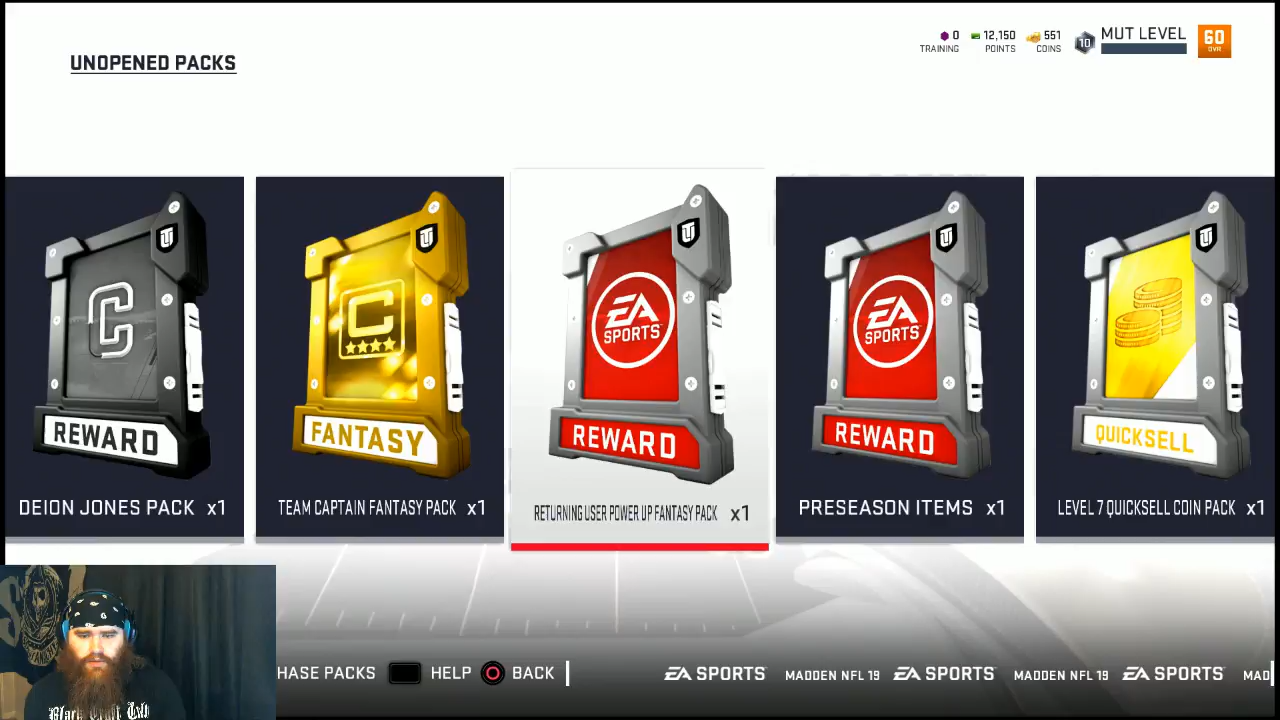 UNOPENED PACKS
0
TRAINING
12,150
POINTS
551
COINS
10
MUT LEVEL
60
OVR
C
REWARD
DEION JONES PACK x1
C
FANTASY
TEAM CAPTAIN FANTASY PACK x1
EA
SPORTS
REWARD
RETURNING USER POWER UP FANTASY PACK x1
EA
SPORTS
REWARD
PRESEASON ITEMS x1
QUICKSELL
LEVEL 7 QUICKSELL COIN PACK x1
HASE PACKS HELP BACK
EA SPORTS MADDEN NFL 19 EA SPORTS MADDEN NFL 19 EA SPORTS MAD